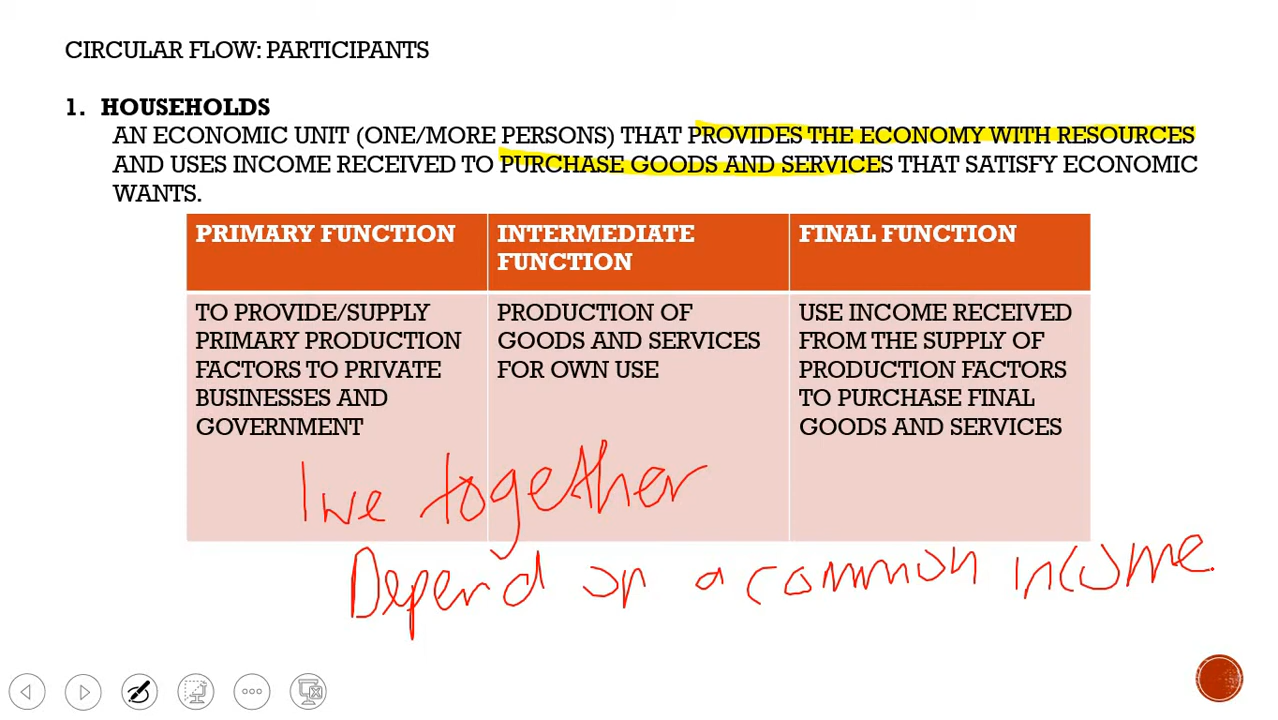 CIRCULAR FLOW: PARTICIPANTS
1. HOUSEHOLDS
AN ECONOMIC UNIT (ONE/MORE PERSONS) THAT PROVIDES THE ECONOMY WITH RESOURCES
AND USES INCOME RECEIVED TO PURCHASE GOODS AND SERVICES THAT SATISFY ECONOMIC
WANTS.
PRIMARY FUNCTION
TO PROVIDE/SUPPLY
PRIMARY PRODUCTION
FACTORS TO PRIVATE
BUSINESSES AND
GOVERNMENT
INTERMEDIATE
FUNCTION
PRODUCTION OF
GOODS AND SERVICES
FOR OWN USE
FINAL FUNCTION
USE INCOME RECEIVED
FROM THE SUPPLY OF
PRODUCTION FACTORS
TO PURCHASE FINAL
GOODS AND SERVICES
live together
Depend on a common income.